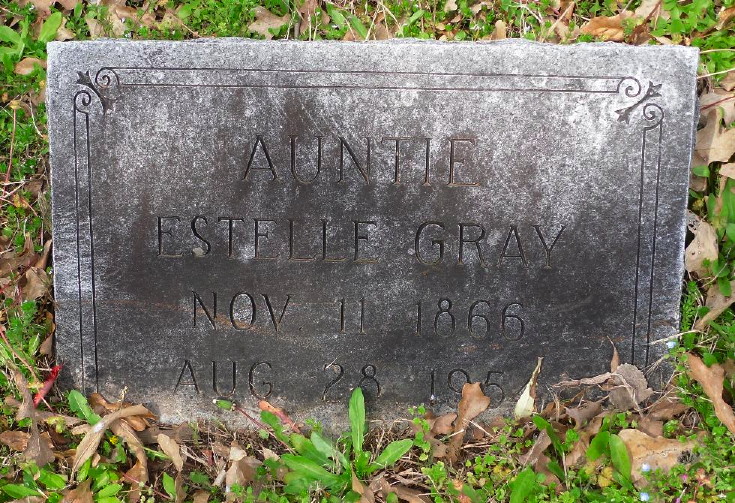 AUNTIE
ESTELLE GRAY
NOV. 11 1866
AUG 28